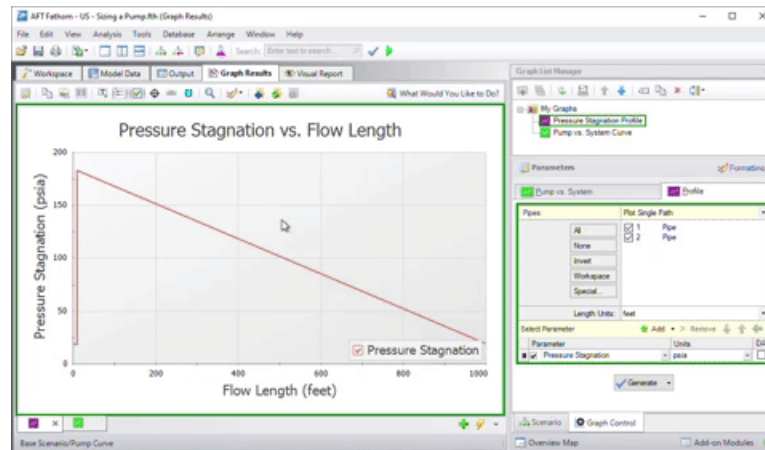 AFT Fathom - US - Sizing a Pump.fth (Graph Results)
File Edit View Analysis Tools Database Arrange Window Help
Search: Enter text to search...
Workspace Model Data Output Graph Results Visual Report
What Would You Like to Do?
Pressure Stagnation vs. Flow Length
Pressure Stagnation (psia)
200
150
100
50
0
0 200 400 600 800 1000
Pressure Stagnation
Flow Length (feet)
Base Scenario/Pump Curve
Graph List Manager
My Graphs
Pressure Stagnation Profile
Pump vs. System Curve
Parameters Formatting
Pump vs. System Profile
Pipes: Plot Single Path
All 1 Pipe
None 2 Pipe
Invert
Workspace
Special...
Length Units: feet
Select Parameter Add Remove
Parameter Units
Pressure Stagnation psia
Generate
Scenario Graph Control
Overview Map Add-on Modules